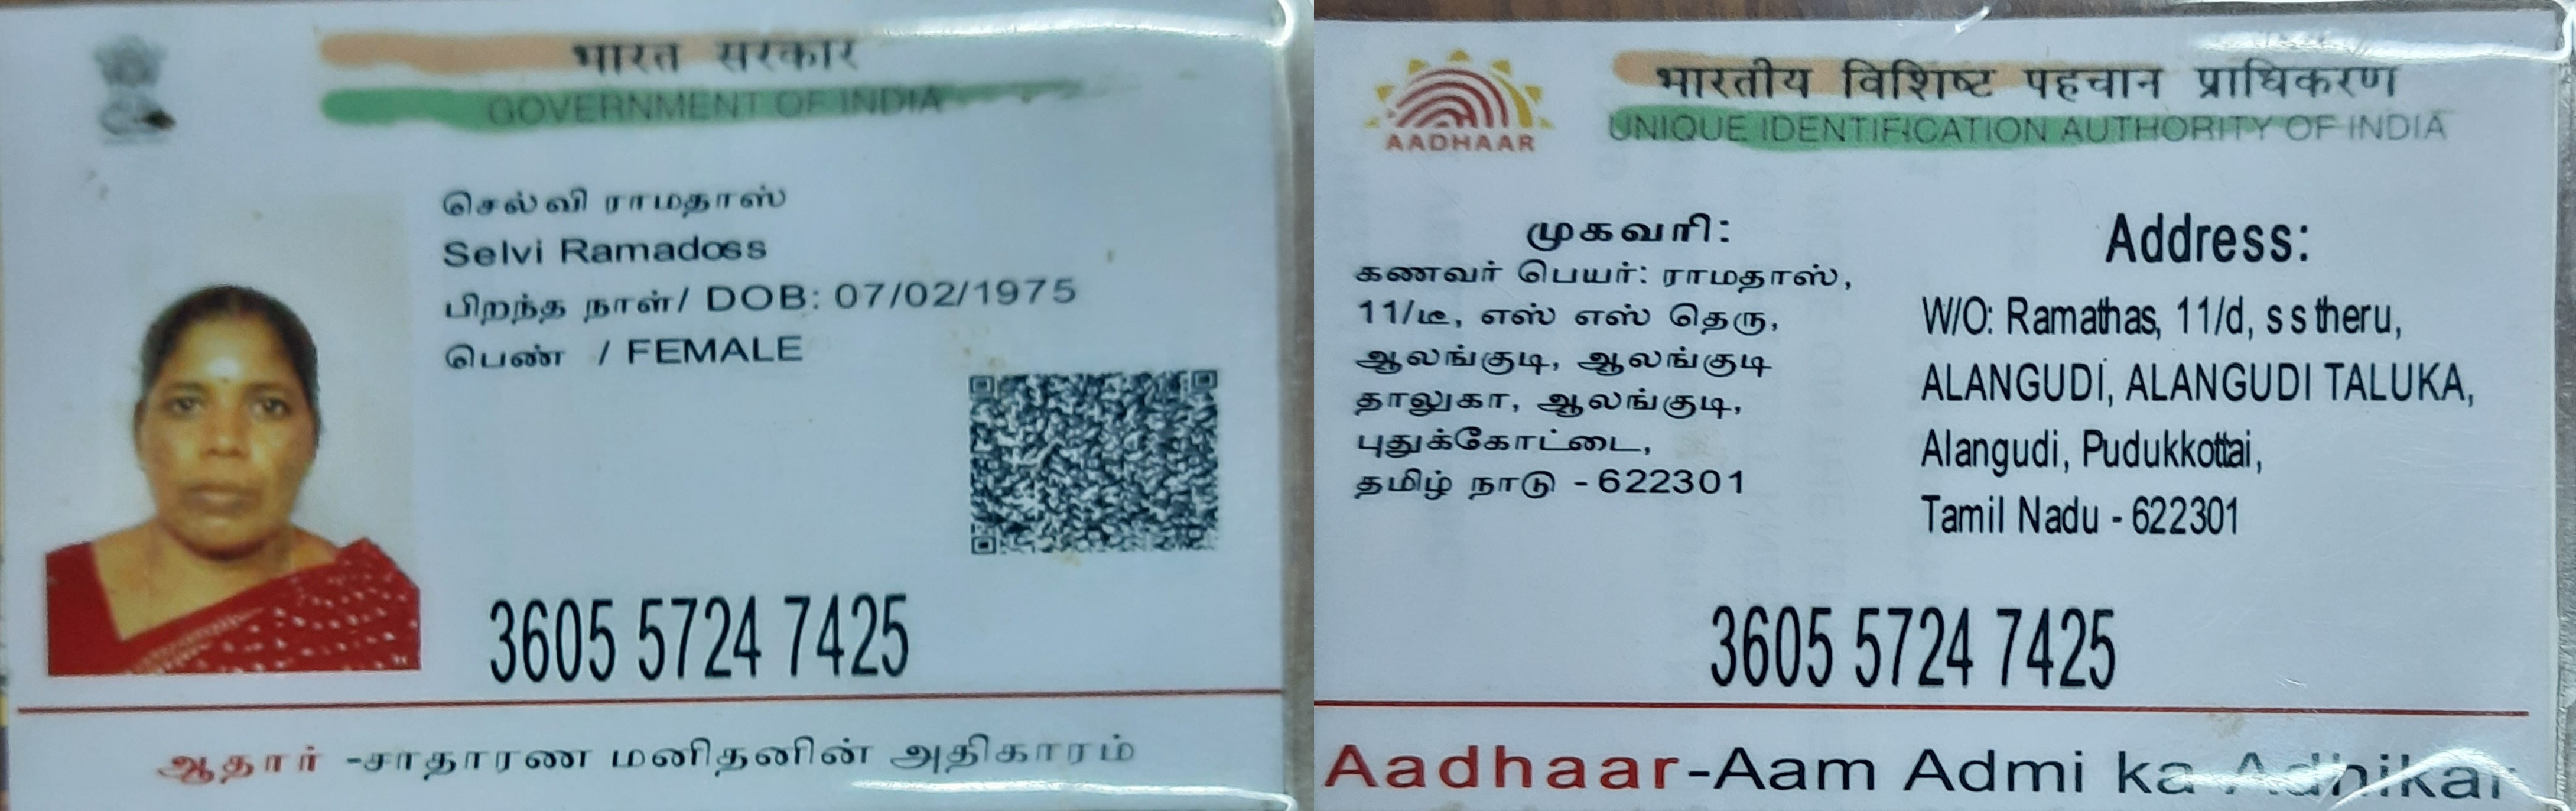 भारत सरकार
GOVERNMENT OF INDIA
செல்வி ராமதாஸ்
Selvi Ramadoss
பிறந்த நாள்/ DOB: 07/02/1975
பெண் / FEMALE
3605 5724 7425
ஆதார் -சாதாரண மனிதனின் அதிகாரம்
AADHAAR
भारतीय विशिष्ट पहचान प्राधिकरण
UNIQUE IDENTIFICATION AUTHORITY OF INDIA
முகவரி:
கணவர் பெயர்: ராமதாஸ்,
11/டீ, எஸ் எஸ் தெரு,
ஆலங்குடி, ஆலங்குடி
தாலுகா, ஆலங்குடி,
புதுக்கோட்டை,
தமிழ் நாடு - 622301
Address:
W/O: Ramathas, 11/d, s s theru,
ALANGUDI, ALANGUDI TALUKA,
Alangudi, Pudukkottai,
Tamil Nadu - 622301
3605 5724 7425
Aadhaar-Aam Admi ka Adhikar